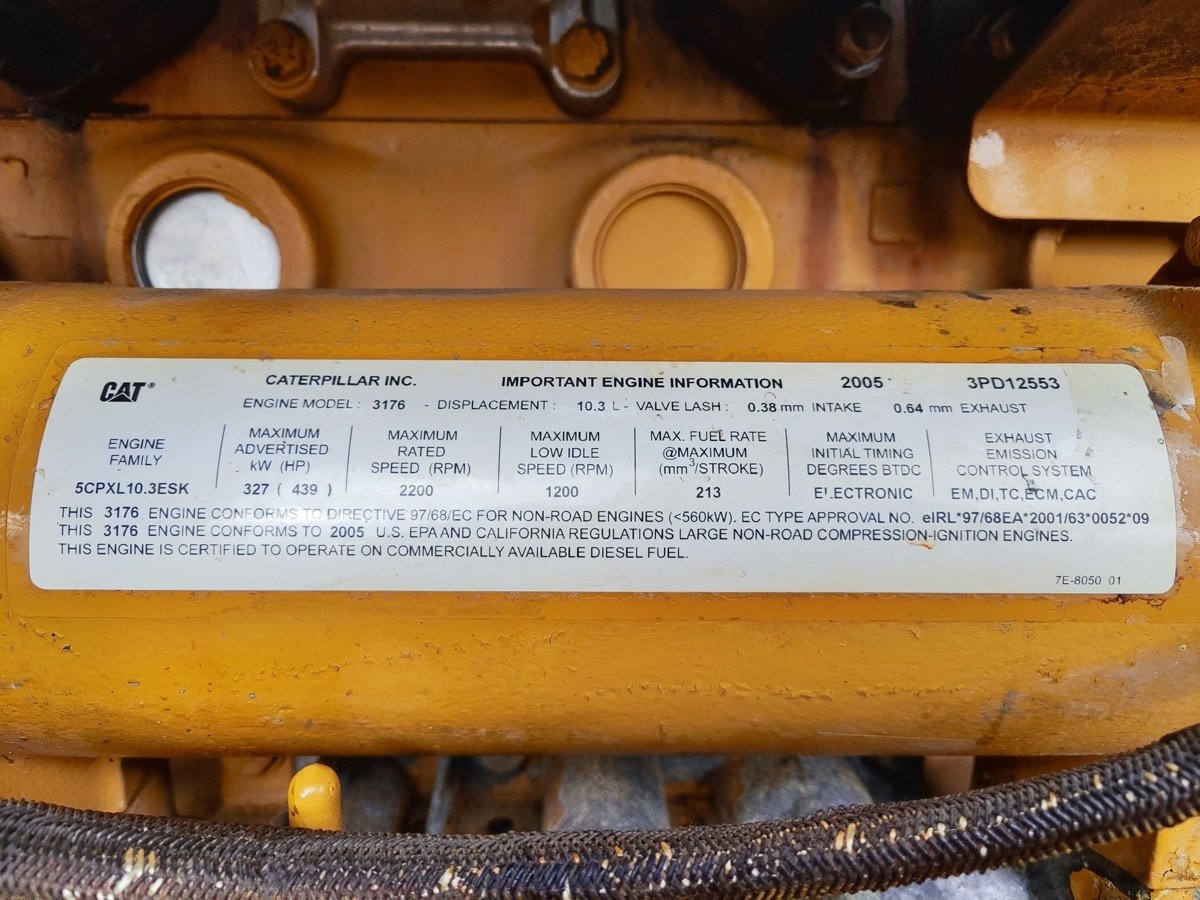 CAT® CATERPILLAR INC. IMPORTANT ENGINE INFORMATION 2005 3PD12553
ENGINE MODEL : 3176 - DISPLACEMENT : 10.3 L - VALVE LASH : 0.38 mm INTAKE 0.64 mm EXHAUST
ENGINE FAMILY
5CPXL10.3ESK
MAXIMUM
ADVERTISED
kW (HP)
327 ( 439 )
MAXIMUM
RATED
SPEED (RPM)
2200
MAXIMUM
LOW IDLE
SPEED (RPM)
1200
MAX. FUEL RATE
@MAXIMUM
(mm³/STROKE)
213
MAXIMUM
INITIAL TIMING
DEGREES BTDC
ELECTRONIC
EXHAUST
EMISSION
CONTROL SYSTEM
EM,DI,TC,ECM,CAC
THIS 3176 ENGINE CONFORMS TO DIRECTIVE 97/68/EC FOR NON-ROAD ENGINES (<560kW). EC TYPE APPROVAL NO. eIRL*97/68EA*2001/63*0052*09
THIS 3176 ENGINE CONFORMS TO 2005 U.S. EPA AND CALIFORNIA REGULATIONS LARGE NON-ROAD COMPRESSION-IGNITION ENGINES.
THIS ENGINE IS CERTIFIED TO OPERATE ON COMMERCIALLY AVAILABLE DIESEL FUEL.
7E-8050 01